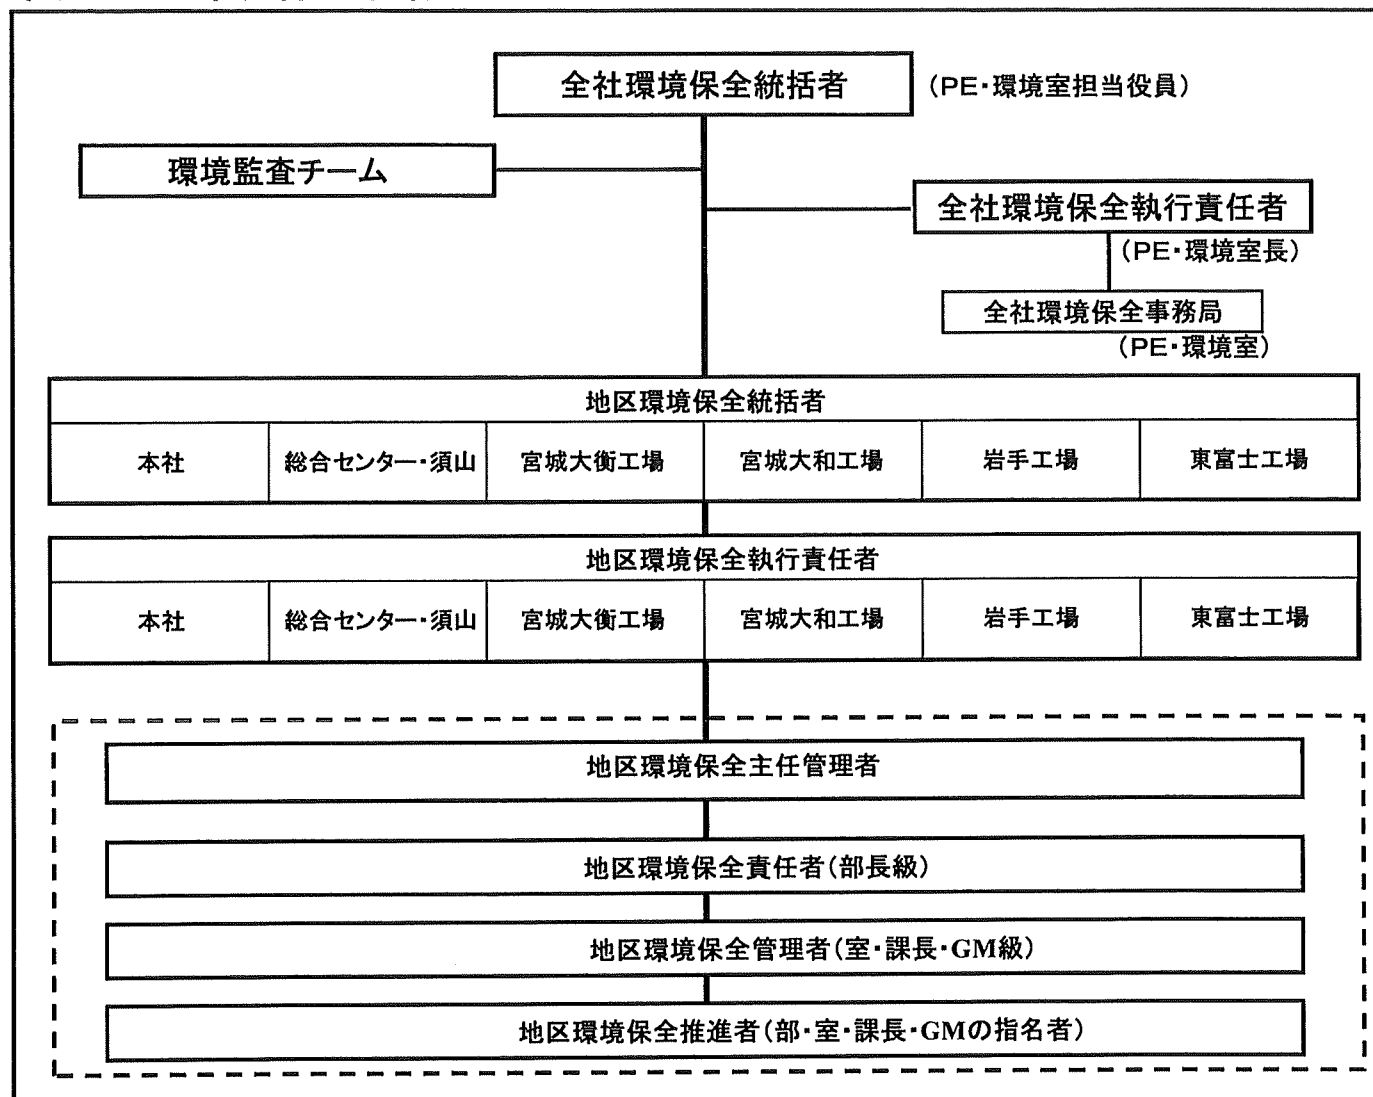 全社環境保全統括者 (PE・環境室担当役員)
環境監査チーム
全社環境保全執行責任者
(PE・環境室長)
全社環境保全事務局
(PE・環境室)
地区環境保全統括者
本社 総合センター・須山 宮城大衡工場 宮城大和工場 岩手工場 東富士工場
地区環境保全執行責任者
本社 総合センター・須山 宮城大衡工場 宮城大和工場 岩手工場 東富士工場
地区環境保全主任管理者
地区環境保全責任者(部長級)
地区環境保全管理者(室・課長・GM級)
地区環境保全推進者(部・室・課長・GMの指名者)